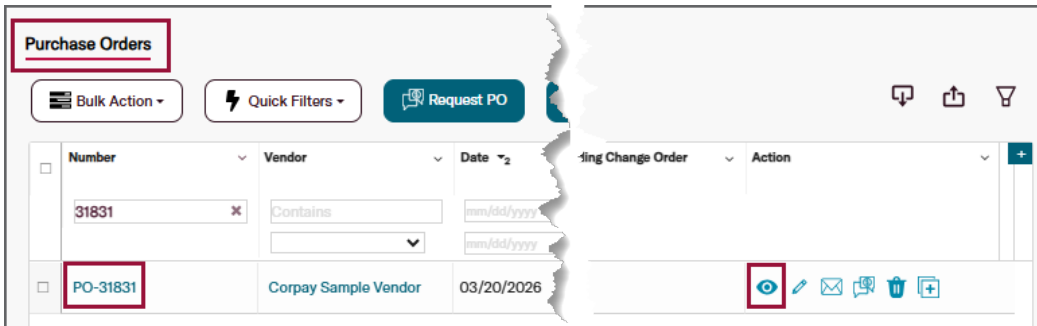 Purchase Orders
Bulk Action
Quick Filters
Request PO
Number
Vendor
Date
2
ding Change Order
Action
+
31831
Contains
mm/dd/yyyy
mm/dd/yyyy
PO-31831
Corpay Sample Vendor
03/20/2026